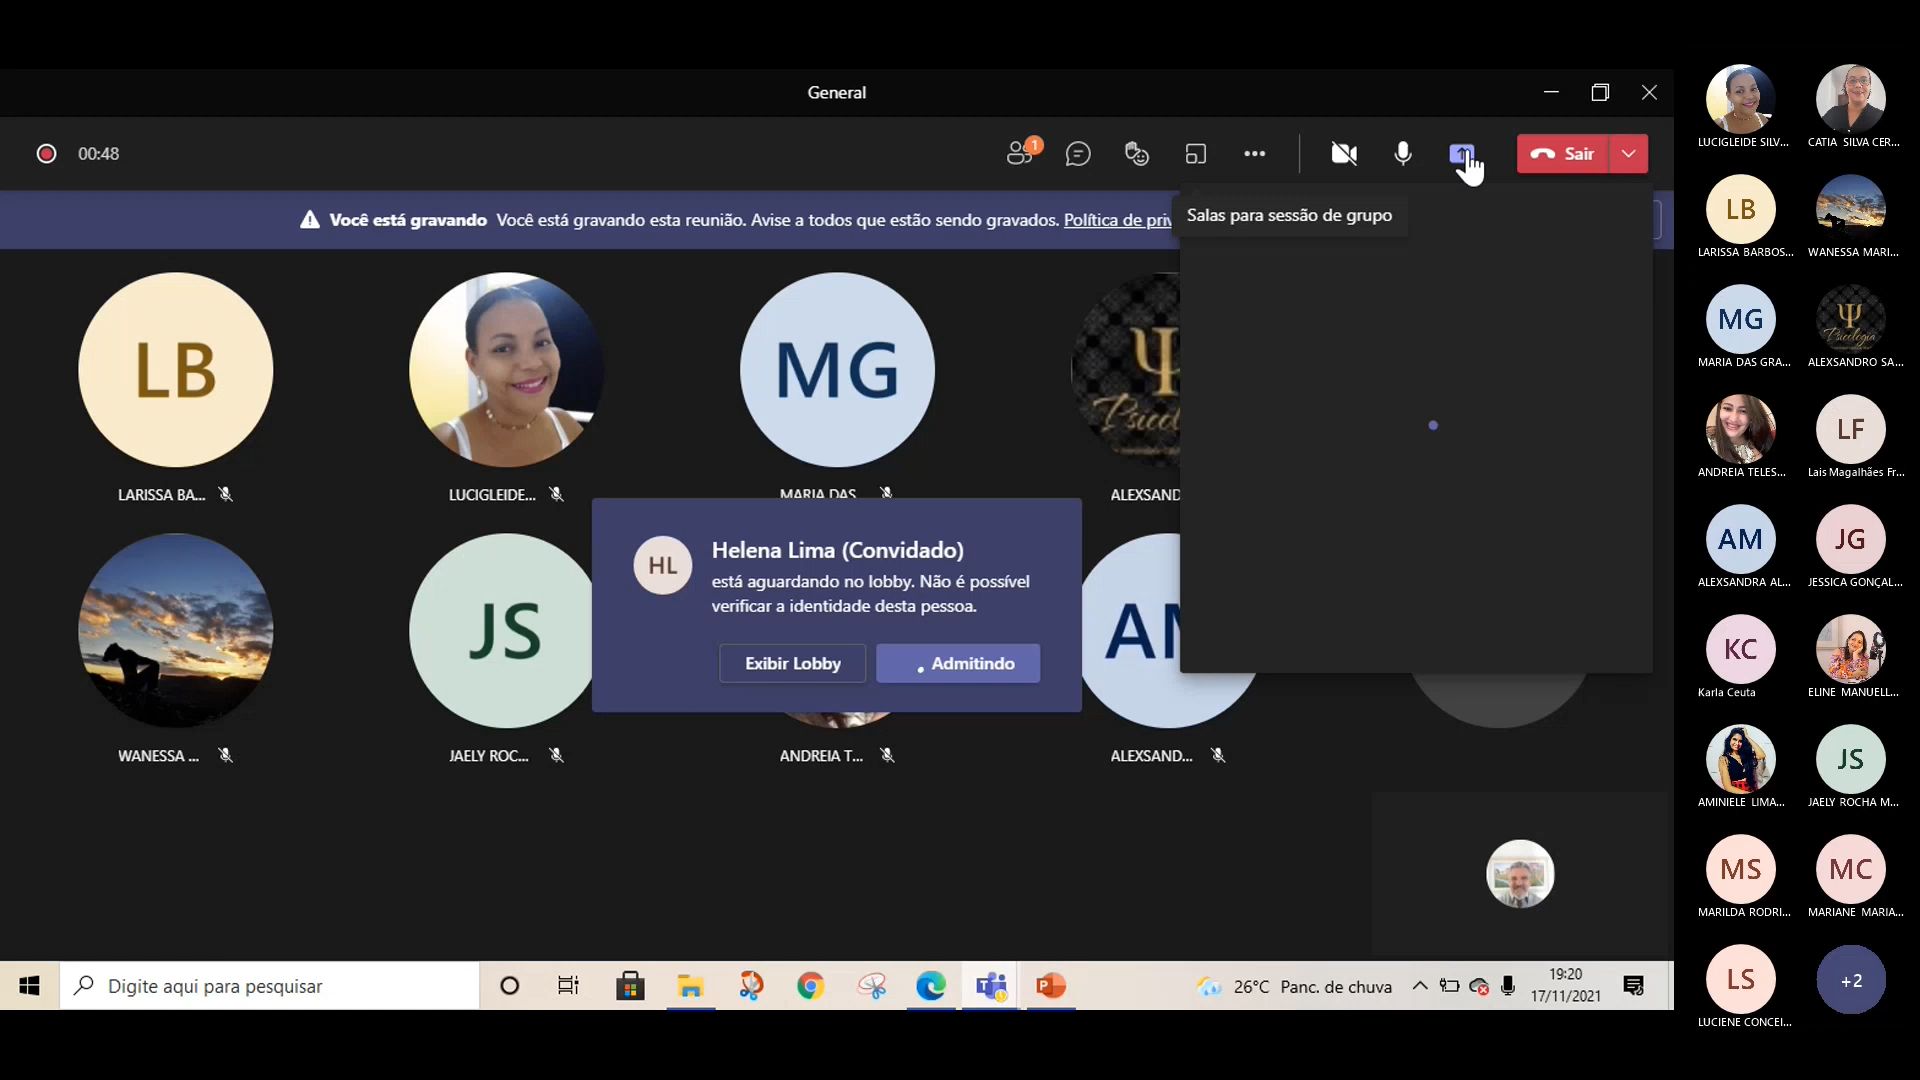 General
00:48
1
Sair
Você está gravando Você está gravando esta reunião. Avise a todos que estão sendo gravados. Política de
Salas para sessão de grupo
LB
MG
LARISSA BA...
LUCIGLEIDE...
MARIA DAS
ALEXSAND
Helena Lima (Convidado)
HL
está aguardando no lobby. Não é possível
verificar a identidade desta pessoa.
Exibir Lobby
Admitindo
JS
WANESSA ...
JAELY ROC...
ANDREIA T...
ALEXSAND...
Digite aqui para pesquisar
26°C Panc. de chuva
19:20
17/11/2021
LUCIGLEIDE SILV...
CATIA SILVA CER...
LB
LARISSA BARBOS...
WANESSA MARI...
MG
Ψ
Psicologia
MARIA DAS GRA...
ALEXSANDRO SA...
LF
ANDREIA TELES...
Lais Magalhães Fr...
AM
JG
ALEXSANDRA AL...
JESSICA GONÇAL...
KC
Karla Ceuta
ELINE MANUELL...
JS
AMINIELE LIMA...
JAELY ROCHA M...
MS
MC
MARILDA RODRI...
MARIANE MARIA...
LS
+2
LUCIENE CONCEI...